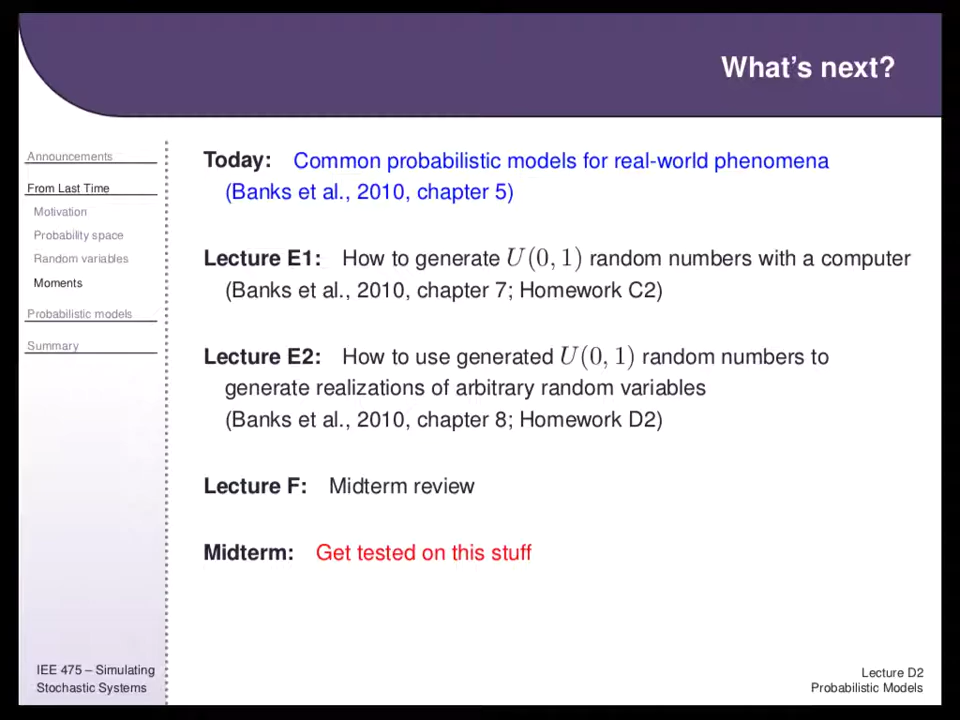 What's next?
Announcements
From Last Time
Motivation
Probability space
Random variables
Moments
Probabilistic models
Summary
Today: Common probabilistic models for real-world phenomena
(Banks et al., 2010, chapter 5)
Lecture E1: How to generate U(0, 1) random numbers with a computer
(Banks et al., 2010, chapter 7; Homework C2)
Lecture E2: How to use generated U(0, 1) random numbers to
generate realizations of arbitrary random variables
(Banks et al., 2010, chapter 8; Homework D2)
Lecture F: Midterm review
Midterm: Get tested on this stuff
IEE 475 – Simulating
Stochastic Systems
Lecture D2
Probabilistic Models